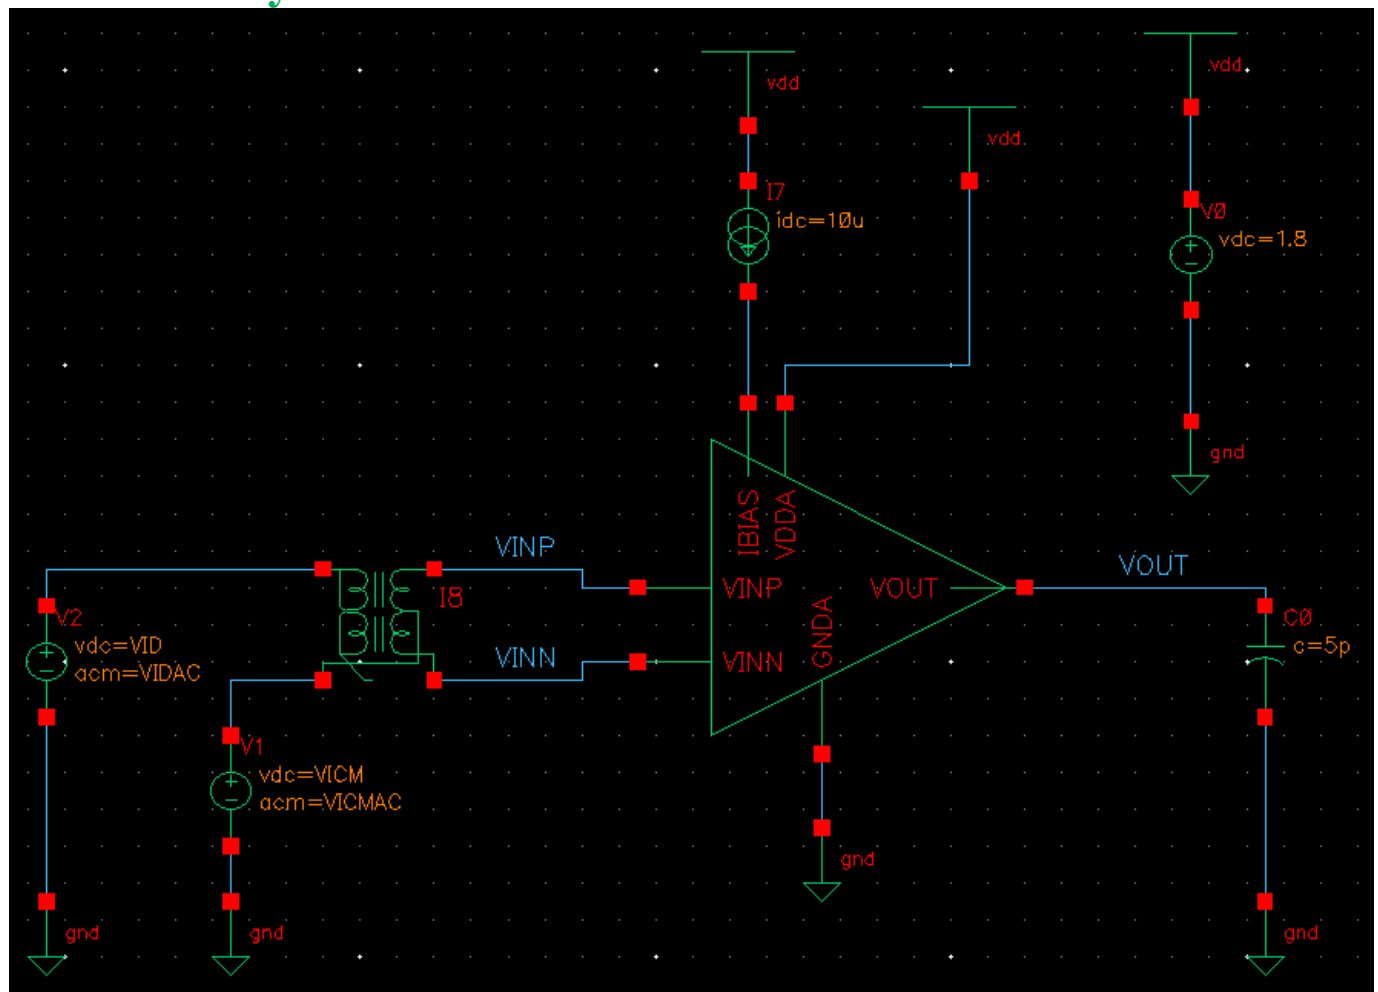 vdd
vdd
vdd
I7
idc=10u
V0
vdc=1.8
gnd
IBIAS
VDDA
VINP
VINP
I8
VOUT
VOUT
V2
vdc=VID
acm=VIDAC
VINN
VINN
GNDA
C0
c=5p
V1
vdc=VICM
acm=VICMAC
gnd
gnd
gnd
gnd